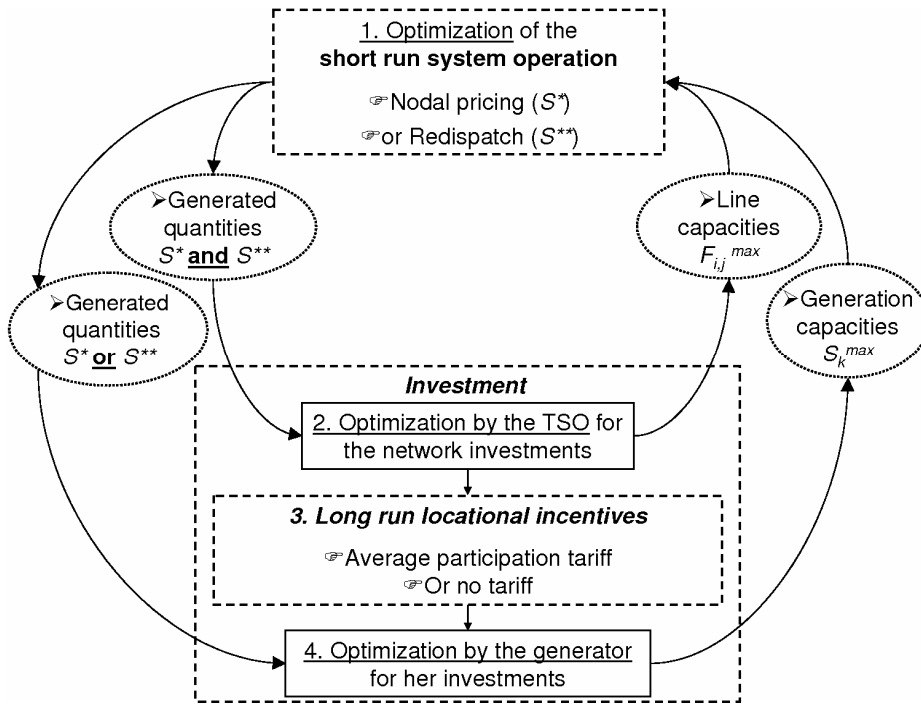 1. Optimization of the
short run system operation
☞Nodal pricing (S*)
☞or Redispatch (S**)
➢Generated
quantities
S* and S**
➢Line
capacities
F i,j max
➢Generated
quantities
S* or S**
➢Generation
capacities
S k max
Investment
2. Optimization by the TSO for
the network investments
3. Long run locational incentives
☞Average participation tariff
☞Or no tariff
4. Optimization by the generator
for her investments